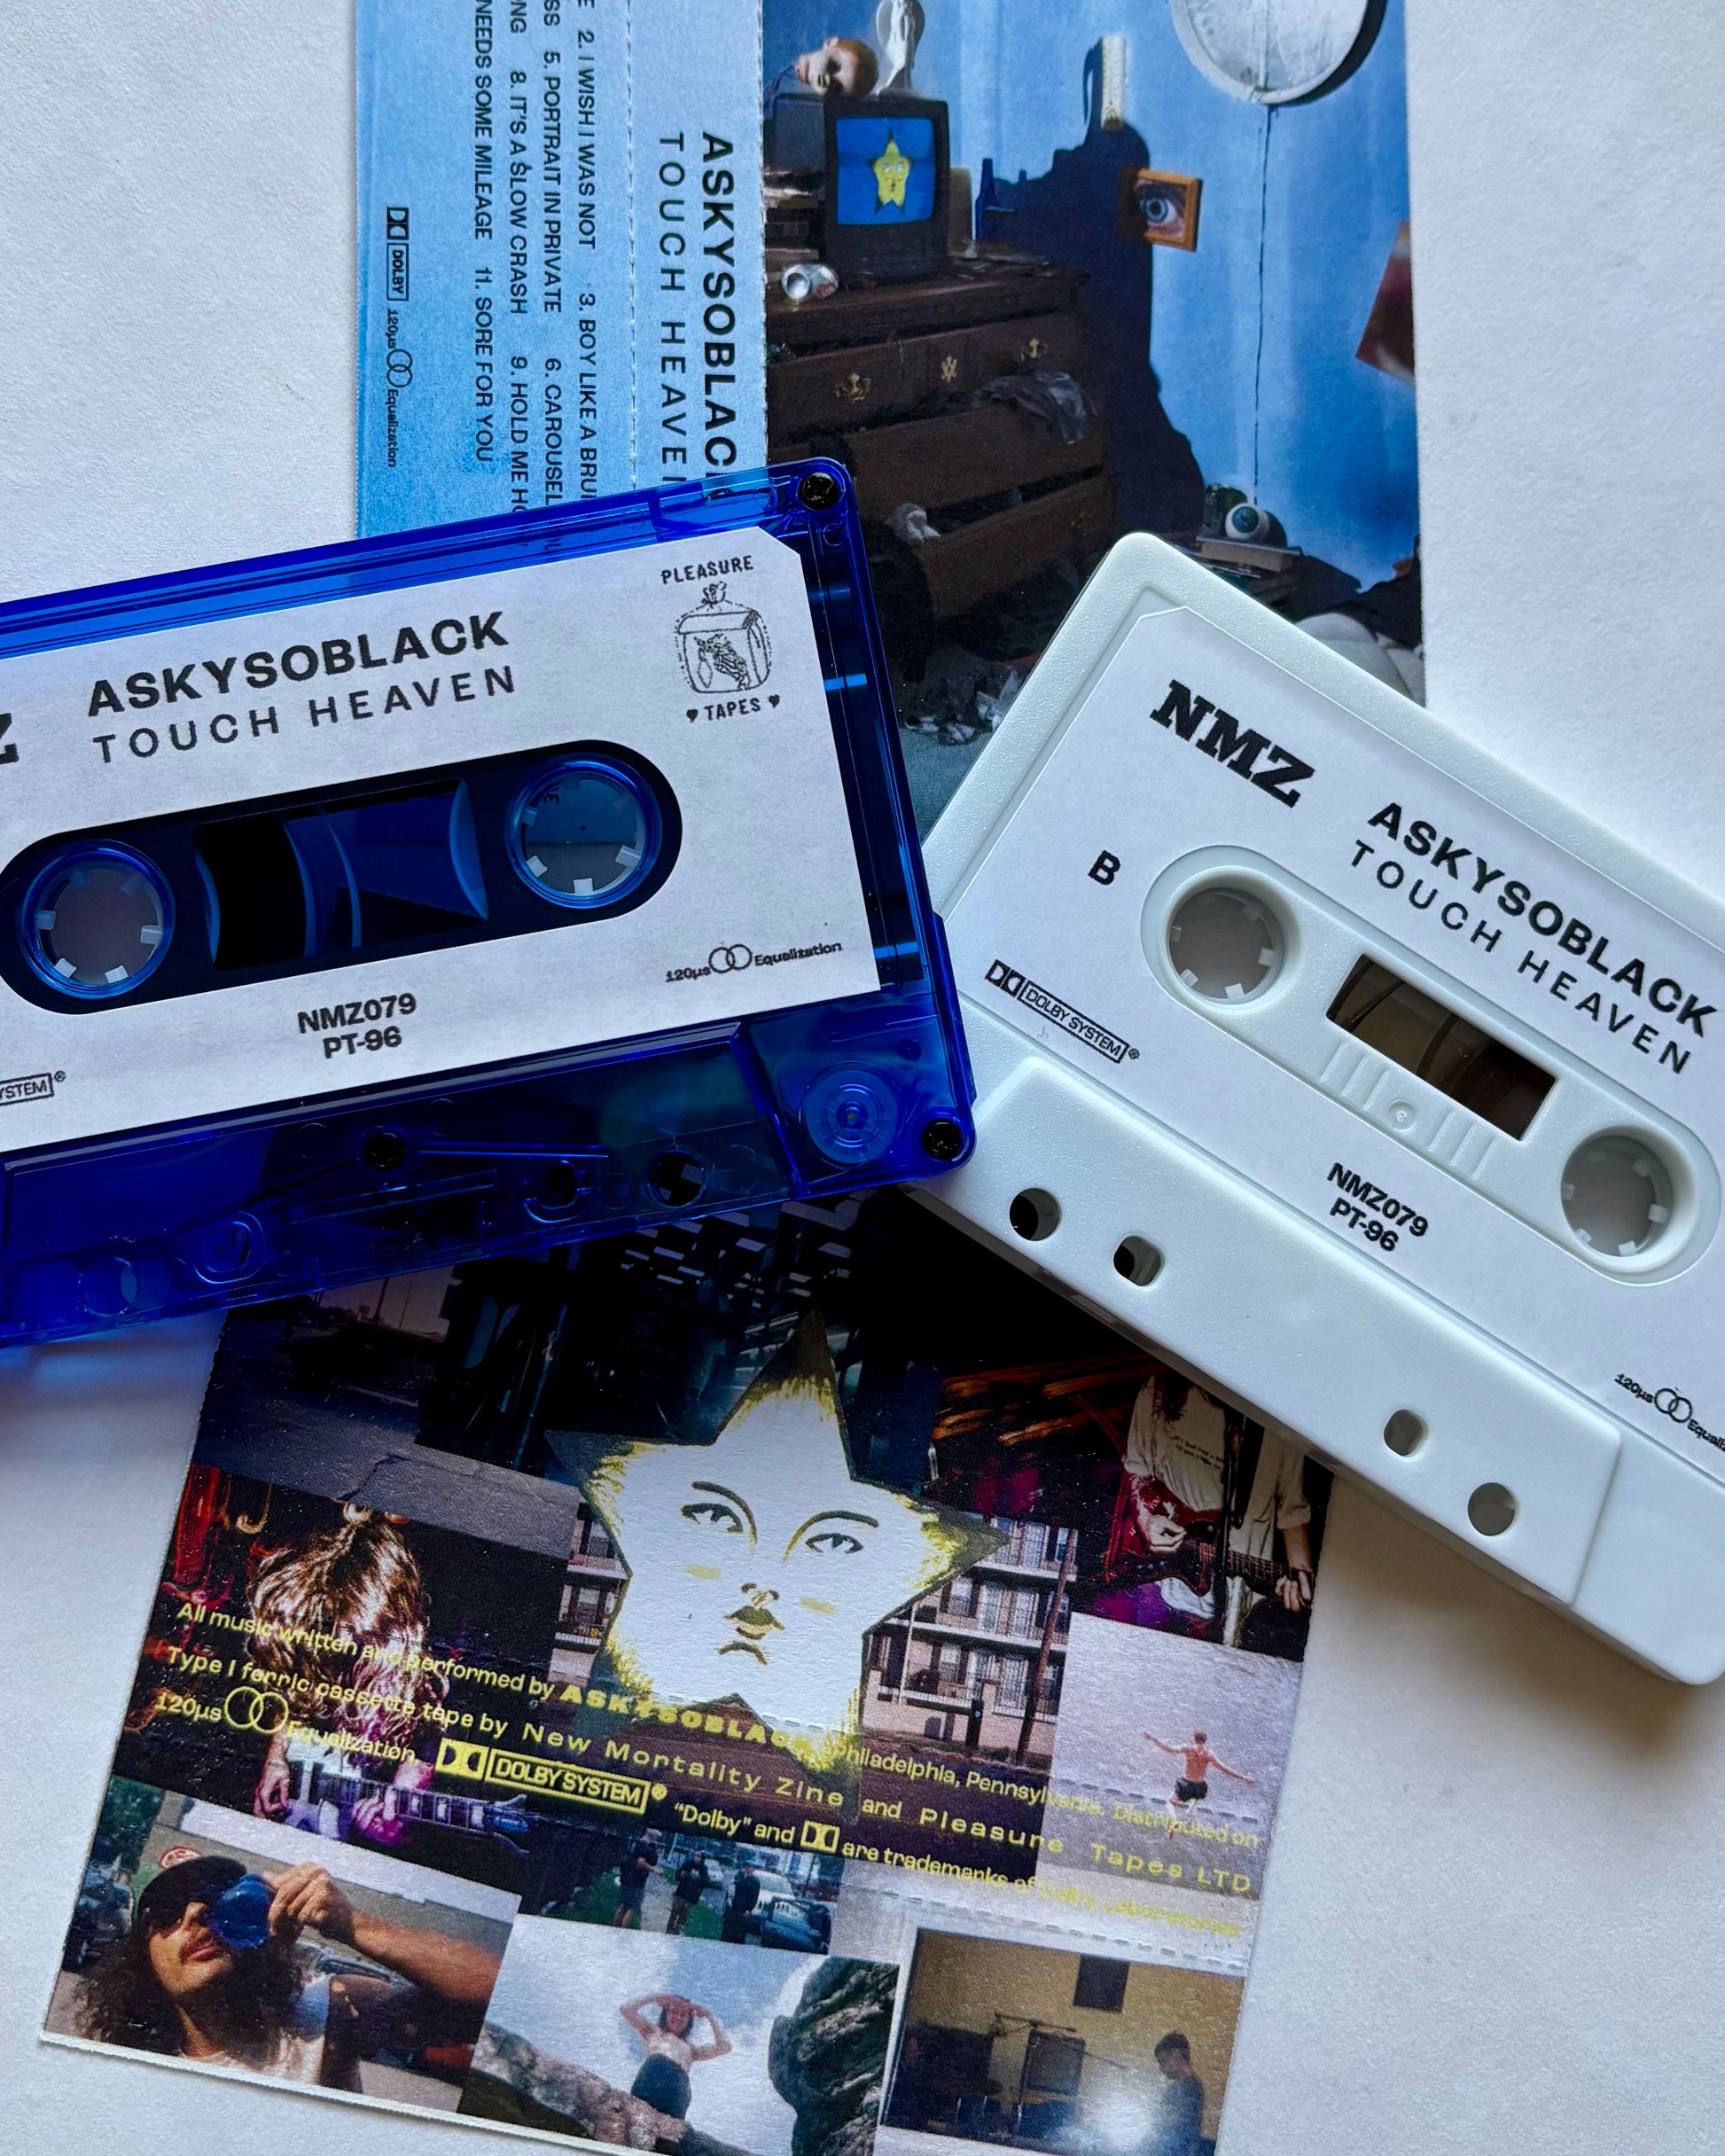 2. I WISH I WAS NOT 3. BOY LIKE A
5. PORTRAIT IN PRIVATE 6. CAROUSEL
8. IT'S A SLOW CRASH 9. HOLD ME
NEEDS SOME MILEAGE 11. SORE FOR YOU
DOLBY 120µs Equalization
ASKYSOBLACK
TOUCH HEAVEN
PLEASURE
TAPES
ASKYSOBLACK
TOUCH HEAVEN
NMZ079
PT-96
120µs Equalization
NMZ
ASKYSOBLACK
TOUCH HEAVEN
B
DOLBY SYSTEM®
NMZ079
PT-96
120µs
All music written and performed by ASKYSOBLACK Philadelphia, Pennsylvania. Distributed on
Type I ferric cassette tape by New Mortality Zine and Pleasure Tapes LTD
120µs Equalization DOLBY SYSTEM® "Dolby" and are trademarks of Dolby Laboratories